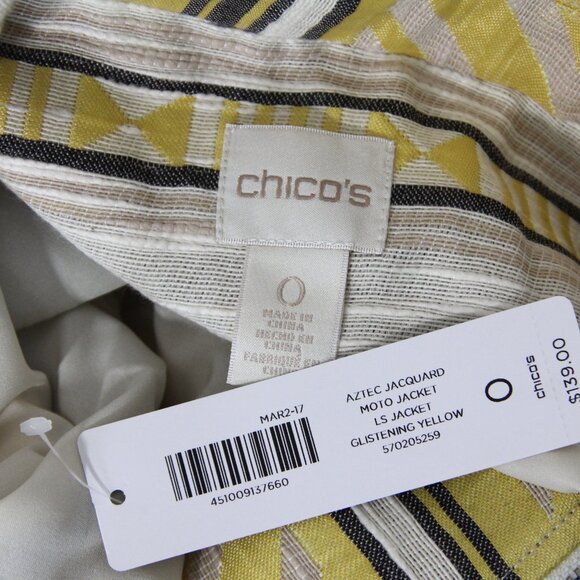 chico's
0
MADE IN
CHINA
HECHO EN
CHINA
FABRIQUE EN
MAR2-17
451009137660
AZTEC JACQUARD
MOTO JACKET
LS JACKET
GLISTENING YELLOW
570205259
0
chico's
$139.00